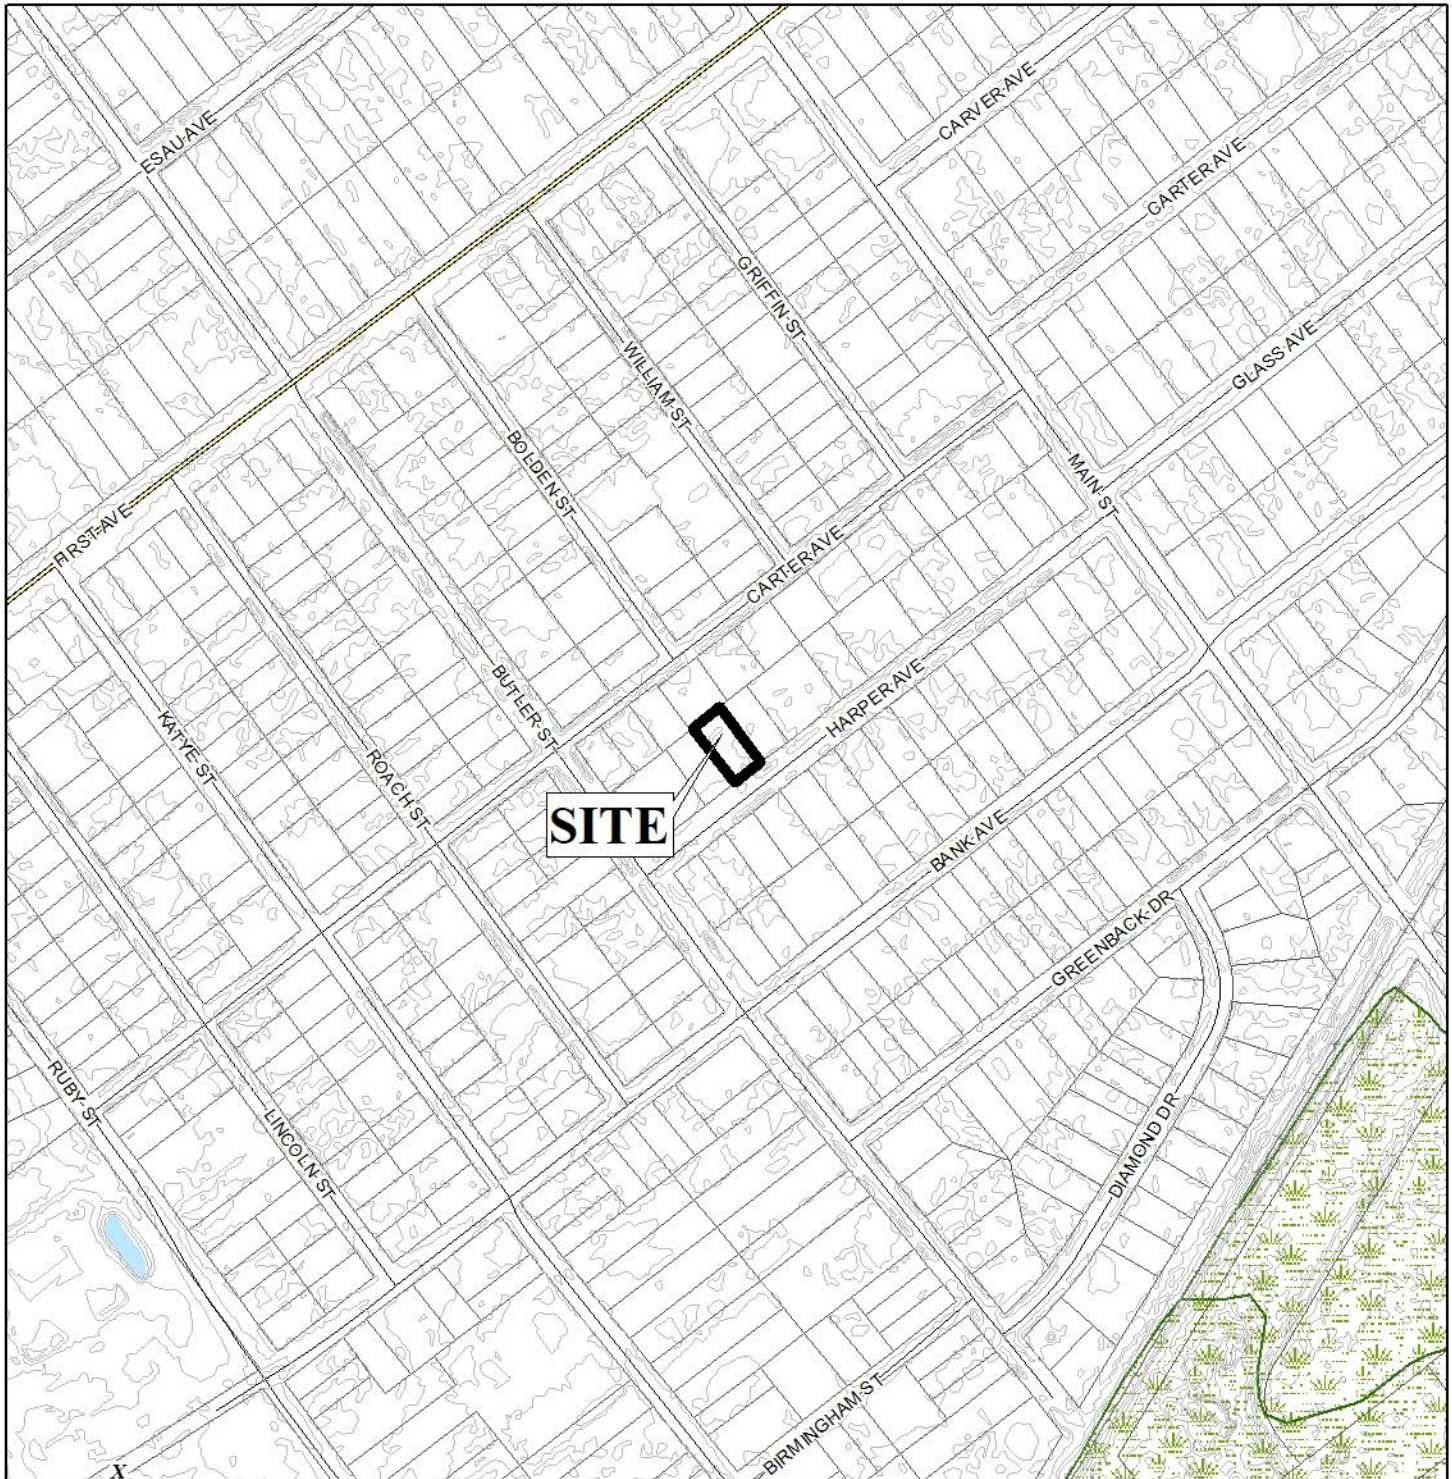 CARVER AVE
ESAU AVE
CARTER AVE
GRIFFIN ST
GLASS AVE
WILLIAM ST
BOLDEN ST
MAIN ST
FIRST AVE
CARTER AVE
HARPER AVE
BUTLER ST
KATYE ST
ROACH ST
SITE
BANK AVE
GREENBACK DR
RUBY ST
LINCOLN ST
DIAMOND DR
BIRMINGHAM ST
X